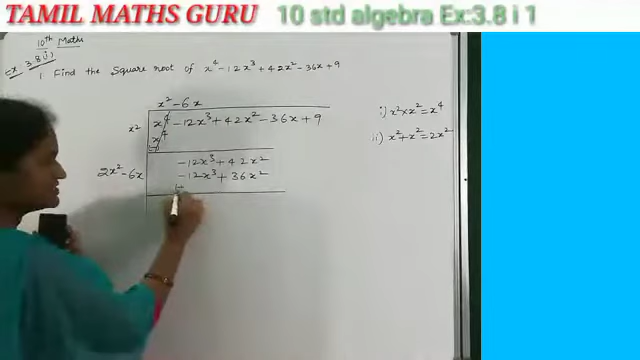 TAMIL MATHS GURU 10 std algebra Ex:3.8 i 1
10th Maths
Ex 3.8 (i)
1. Find the Square root of x⁴ - 12x³ + 42x² - 36x + 9
x² - 6x
x² x⁴ - 12x³ + 42x² - 36x + 9
x⁴
(-)
- 12x³ + 42x²
2x² - 6x - 12x³ + 36x²
(+
i) x² × x² = x⁴
ii) x² + x² = 2x²